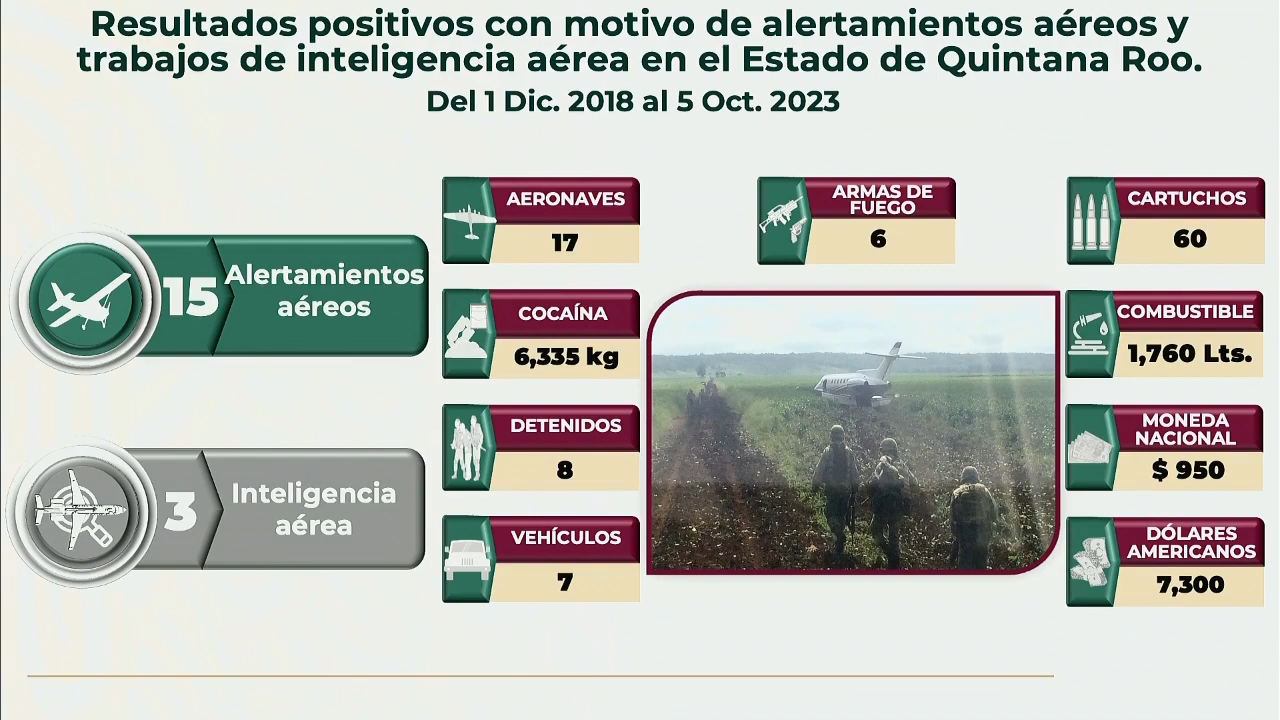 Resultados positivos con motivo de alertamientos aéreos y
trabajos de inteligencia aérea en el Estado de Quintana Roo.
Del 1 Dic. 2018 al 5 Oct. 2023
15
Alertamientos
aéreos
3
Inteligencia
aérea
AERONAVES
17
COCAÍNA
6,335 kg
DETENIDOS
8
VEHÍCULOS
7
ARMAS DE
FUEGO
6
CARTUCHOS
60
COMBUSTIBLE
1,760 Lts.
MONEDA
NACIONAL
$ 950
DÓLARES
AMERICANOS
7,300